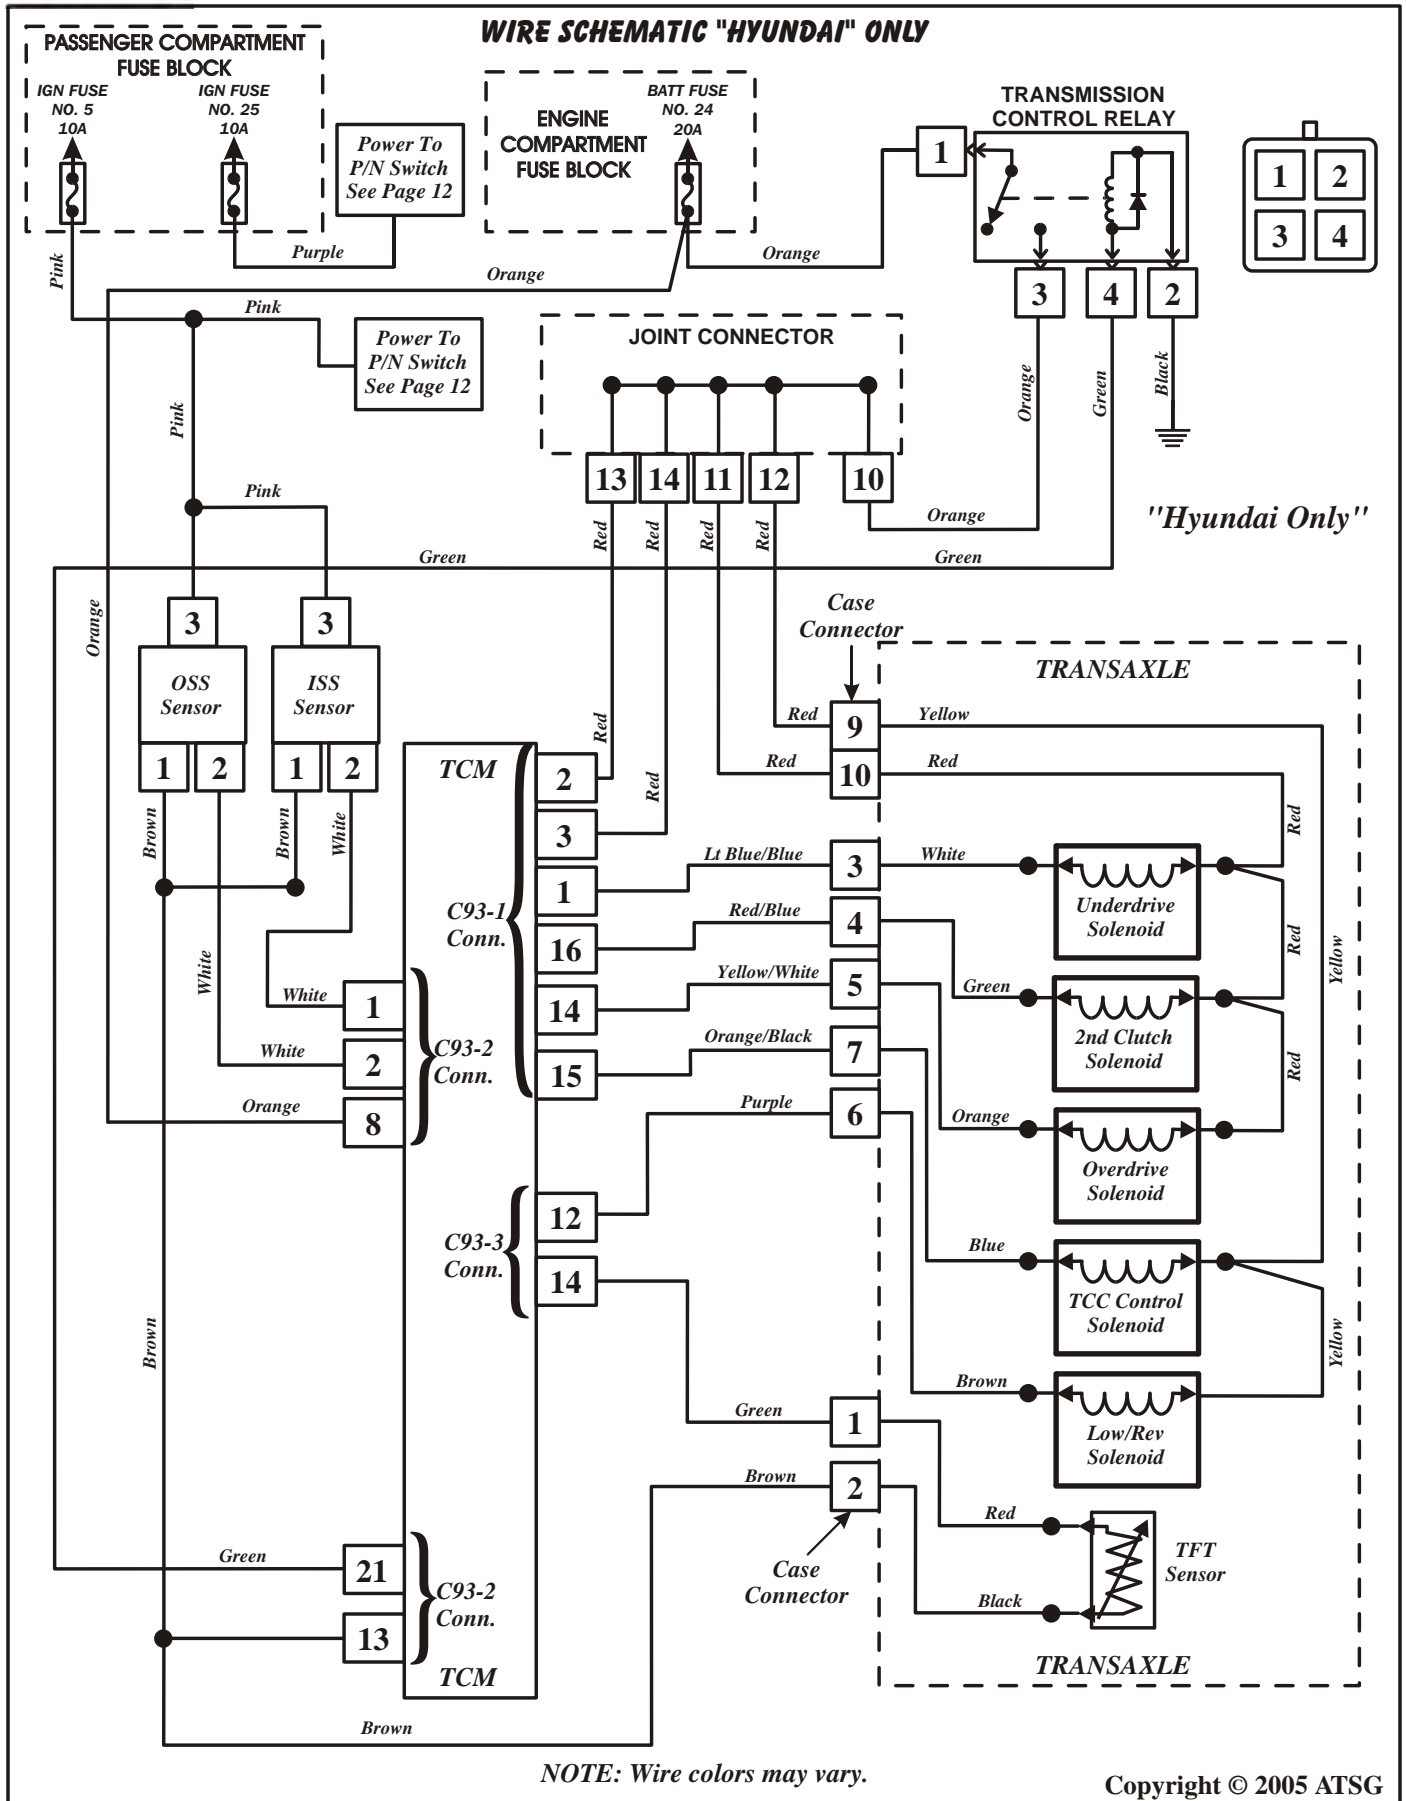 WIRE SCHEMATIC "HYUNDAI" ONLY
PASSENGER COMPARTMENT
FUSE BLOCK
IGN FUSE
NO. 5
10A
IGN FUSE
NO. 25
10A
Power To
P/N Switch
See Page 12
ENGINE
COMPARTMENT
FUSE BLOCK
BATT FUSE
NO. 24
20A
TRANSMISSION
CONTROL RELAY
1
1
2
3
4
Purple
Orange
Orange
Pink
Pink
3
4
2
Power To
P/N Switch
See Page 12
JOINT CONNECTOR
Orange
Green
Black
Pink
13
14
11
12
10
Pink
Orange
"Hyundai Only"
Red
Red
Red
Red
Green
Green
Orange
3
3
Case
Connector
OSS
Sensor
ISS
Sensor
TRANSAXLE
1
2
1
2
TCM
2
Red
Red
9
Yellow
Red
10
Red
Red
Brown
Brown
White
3
Red
Lt Blue/Blue
3
White
Underdrive
Solenoid
1
C93-1
Conn.
Red/Blue
4
16
Red
Yellow
White
White
1
Yellow/White
5
Green
14
2nd Clutch
Solenoid
C93-2
Conn.
White
2
Orange/Black
7
15
Red
Orange
8
Purple
6
Orange
Overdrive
Solenoid
12
C93-3
Conn.
14
Blue
TCC Control
Solenoid
Brown
Yellow
Brown
Low/Rev
Solenoid
Green
1
Brown
2
Red
TFT
Sensor
Case
Connector
Black
Green
21
C93-2
Conn.
13
TCM
TRANSAXLE
Brown
NOTE: Wire colors may vary.
Copyright © 2005 ATSG